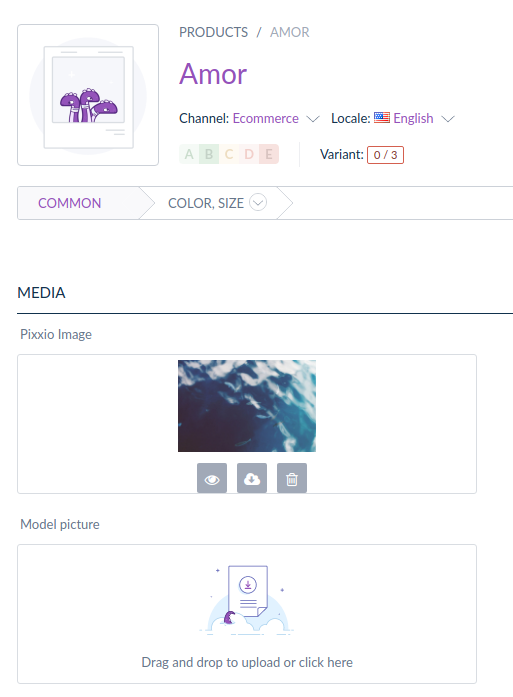 PRODUCTS / AMOR
Amor
Channel: Ecommerce Locale: English
A B C D E Variant: 0 / 3
COMMON COLOR, SIZE
MEDIA
Pixxio Image
Model picture
Drag and drop to upload or click here